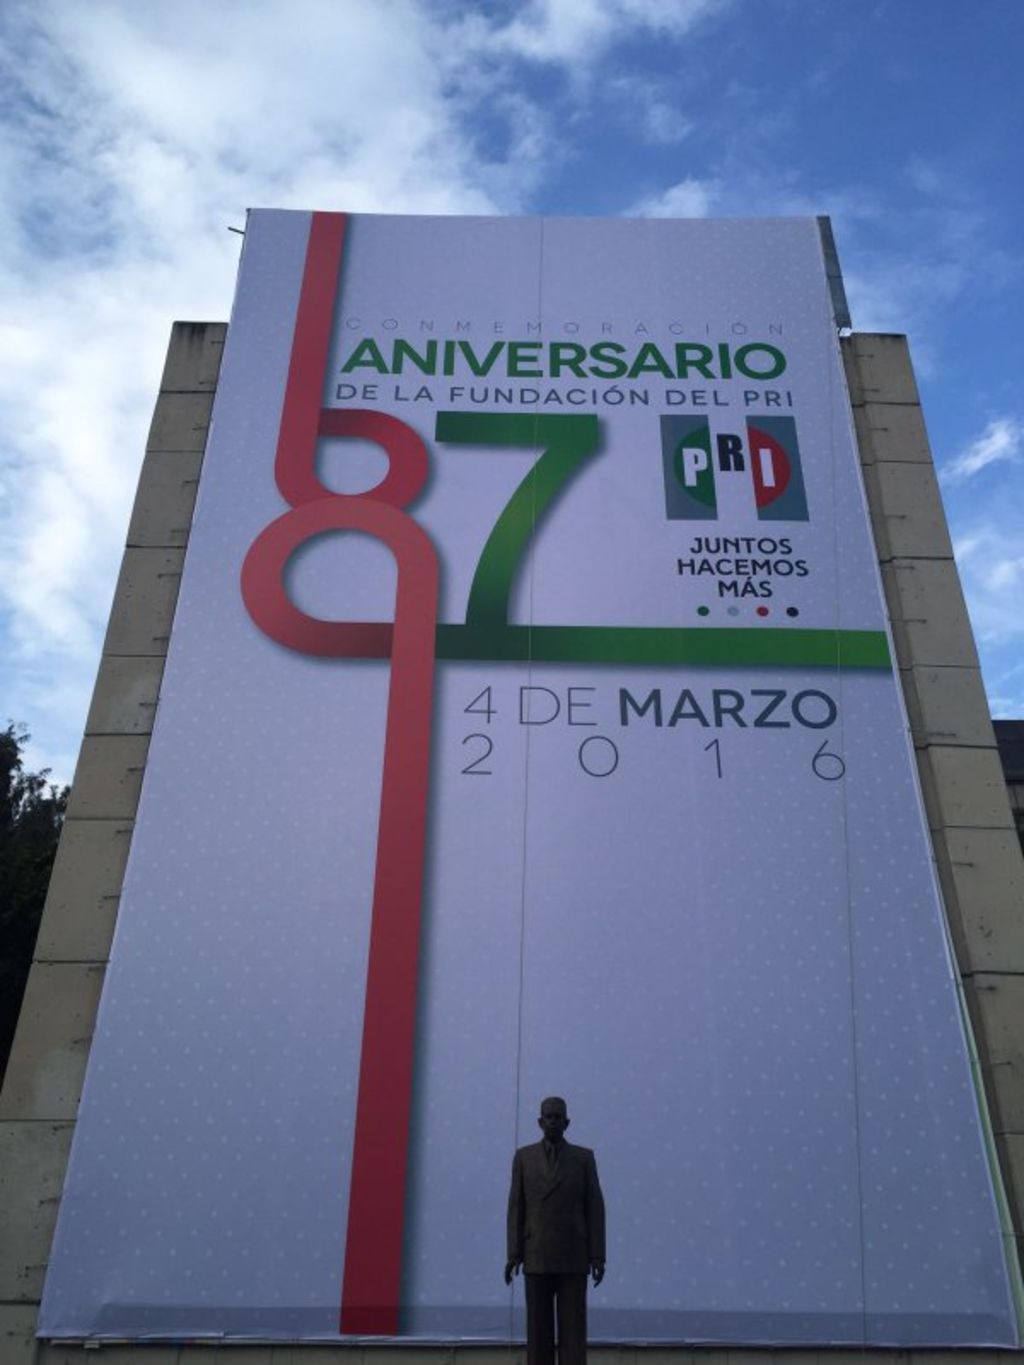 CONMEMORACIÓN
ANIVERSARIO
DE LA FUNDACIÓN DEL PRI
87
PRI
JUNTOS
HACEMOS
MÁS
4 DE MARZO
2016